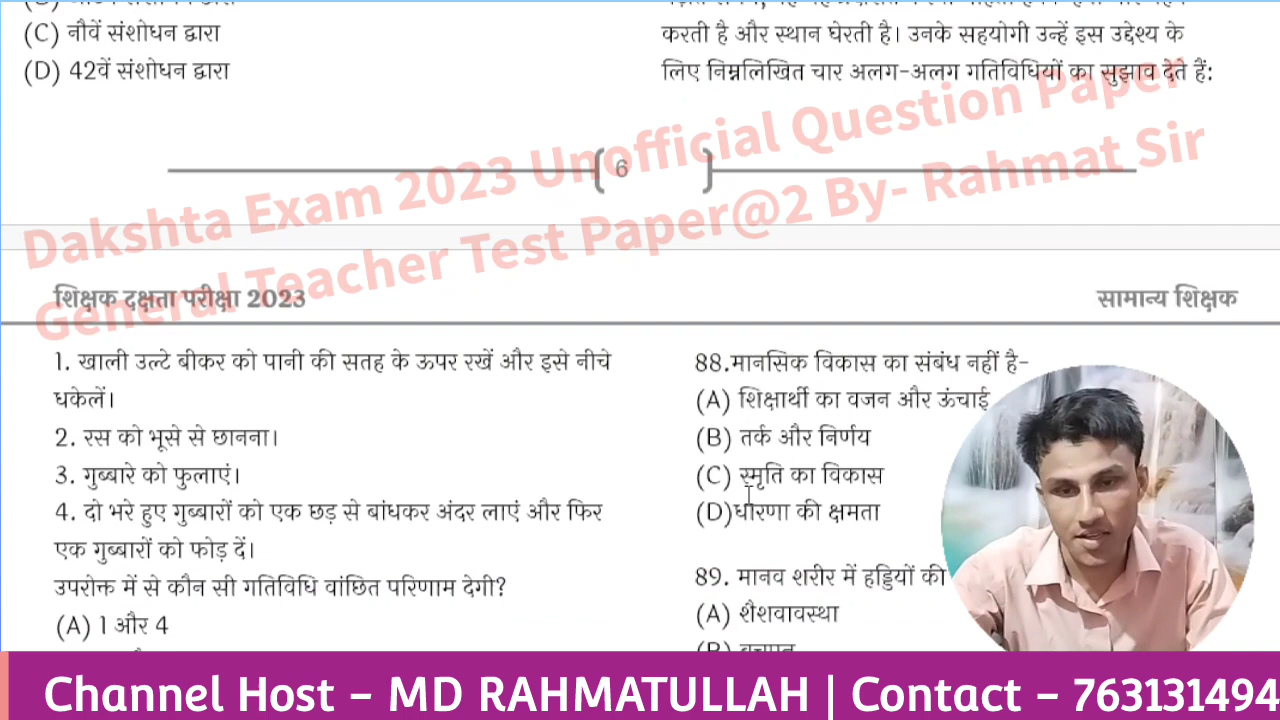 (C) नौवें संशोधन द्वारा
(D) 42वें संशोधन द्वारा
करती है और स्थान घेरती है। उनके सहयोगी उन्हें इस उद्देश्य के
लिए निम्नलिखित चार अलग-अलग गतिविधियों का सुझाव देते हैं:
6
Dakshta Exam 2023 Unofficial Question Paper
General Teacher Test Paper@2 By- Rahmat Sir
शिक्षक दक्षता परीक्षा 2023
सामान्य शिक्षक
1. खाली उल्टे बीकर को पानी की सतह के ऊपर रखें और इसे नीचे
धकेलें।
2. रस को भूसे से छानना।
3. गुब्बारे को फुलाएं।
4. दो भरे हुए गुब्बारों को एक छड़ से बांधकर अंदर लाएं और फिर
एक गुब्बारों को फोड़ दें।
उपरोक्त में से कौन सी गतिविधि वांछित परिणाम देगी?
(A) 1 और 4
88.मानसिक विकास का संबंध नहीं है-
(A) शिक्षार्थी का वजन और ऊंचाई
(B) तर्क और निर्णय
(C) स्मृति का विकास
(D)धारणा की क्षमता
89. मानव शरीर में हड्डियों की
(A) शैशवावस्था
Channel Host – MD RAHMATULLAH | Contact – 763131494